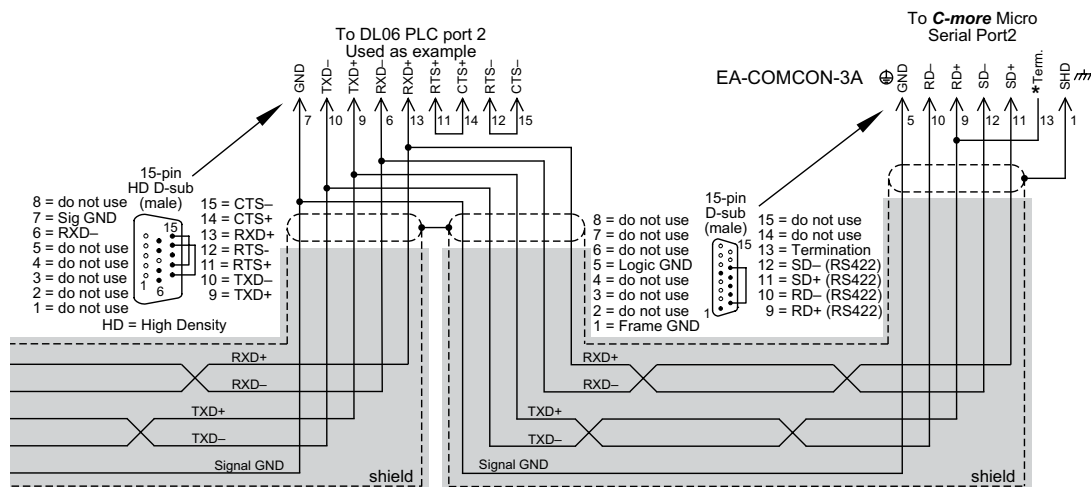 To DL06 PLC port 2
Used as example
GND
TXD–
TXD+
RXD–
RXD+
RTS+
CTS+
RTS–
CTS–
7
10
9
6
13
11
14
12
15
15-pin
HD D-sub
(male)
8 = do not use
7 = Sig GND
6 = RXD–
5 = do not use
4 = do not use
3 = do not use
2 = do not use
1 = do not use
15
1
6
15 = CTS–
14 = CTS+
13 = RXD+
12 = RTS-
11 = RTS+
10 = TXD–
9 = TXD+
HD = High Density
To C-more Micro
Serial Port2
EA-COMCON-3A
GND
RD–
RD+
SD–
SD+
*Term.
SHD
5
10
9
12
11
13
1
15-pin
D-sub
(male)
8 = do not use
7 = do not use
6 = do not use
5 = Logic GND
4 = do not use
3 = do not use
2 = do not use
1 = Frame GND
15
1
15 = do not use
14 = do not use
13 = Termination
12 = SD– (RS422)
11 = SD+ (RS422)
10 = RD– (RS422)
9 = RD+ (RS422)
RXD+
RXD–
TXD+
TXD–
Signal GND
shield
RXD+
RXD–
TXD+
TXD–
Signal GND
shield